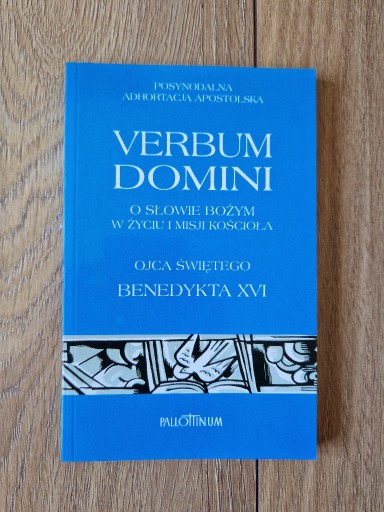 POSYNODALNA
ADHORTACJA APOSTOLSKA
VERBUM
DOMINI
O SŁOWIE BOŻYM
W ŻYCIU I MISJI KOŚCIOŁA
OJCA ŚWIĘTEGO
BENEDYKTA XVI
PALLOTTINUM